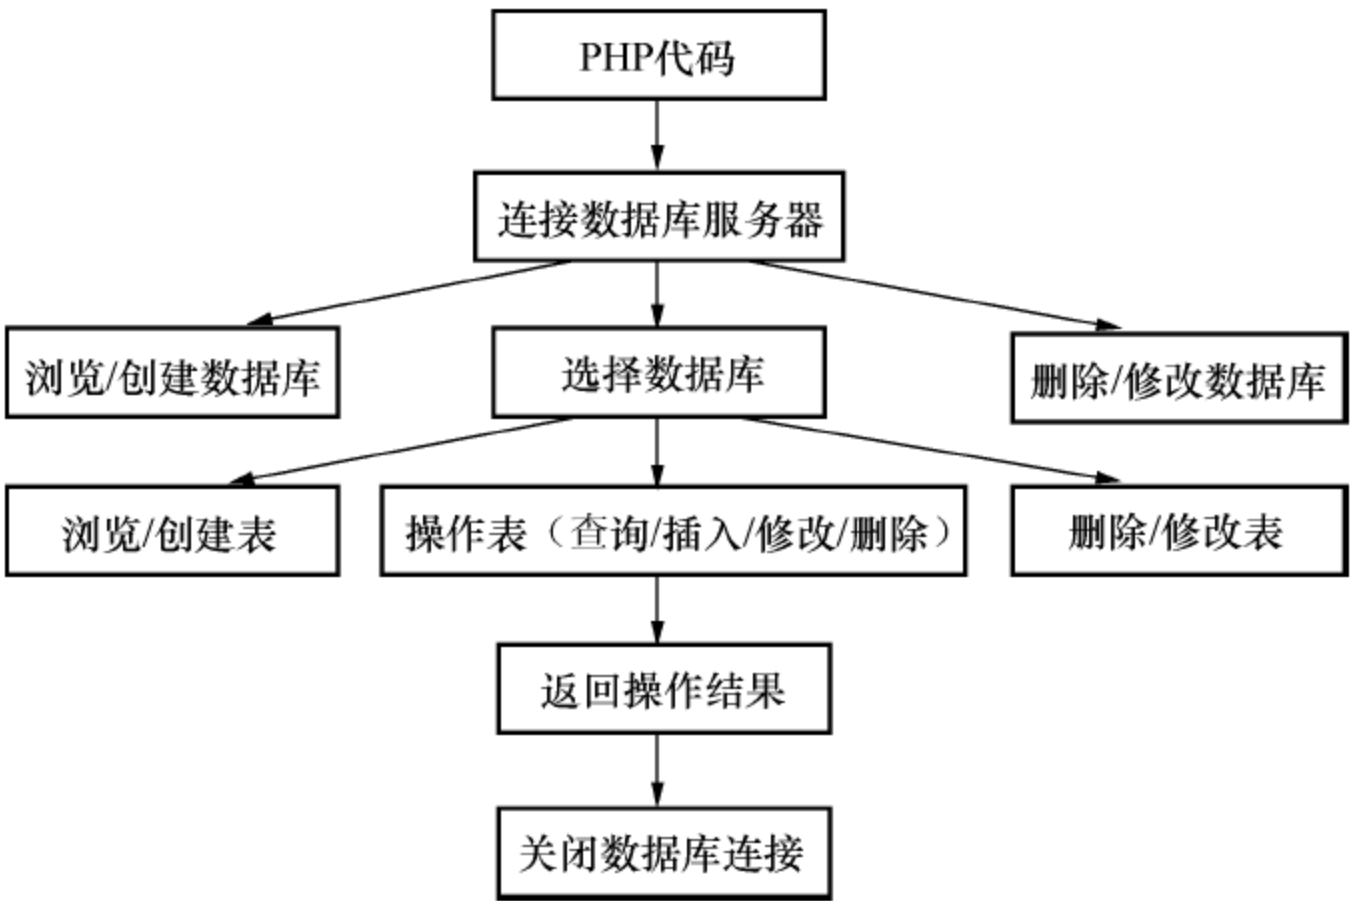 PHP代码
连接数据库服务器
浏览/创建数据库
选择数据库
删除/修改数据库
浏览/创建表
操作表（查询/插入/修改/删除）
删除/修改表
返回操作结果
关闭数据库连接